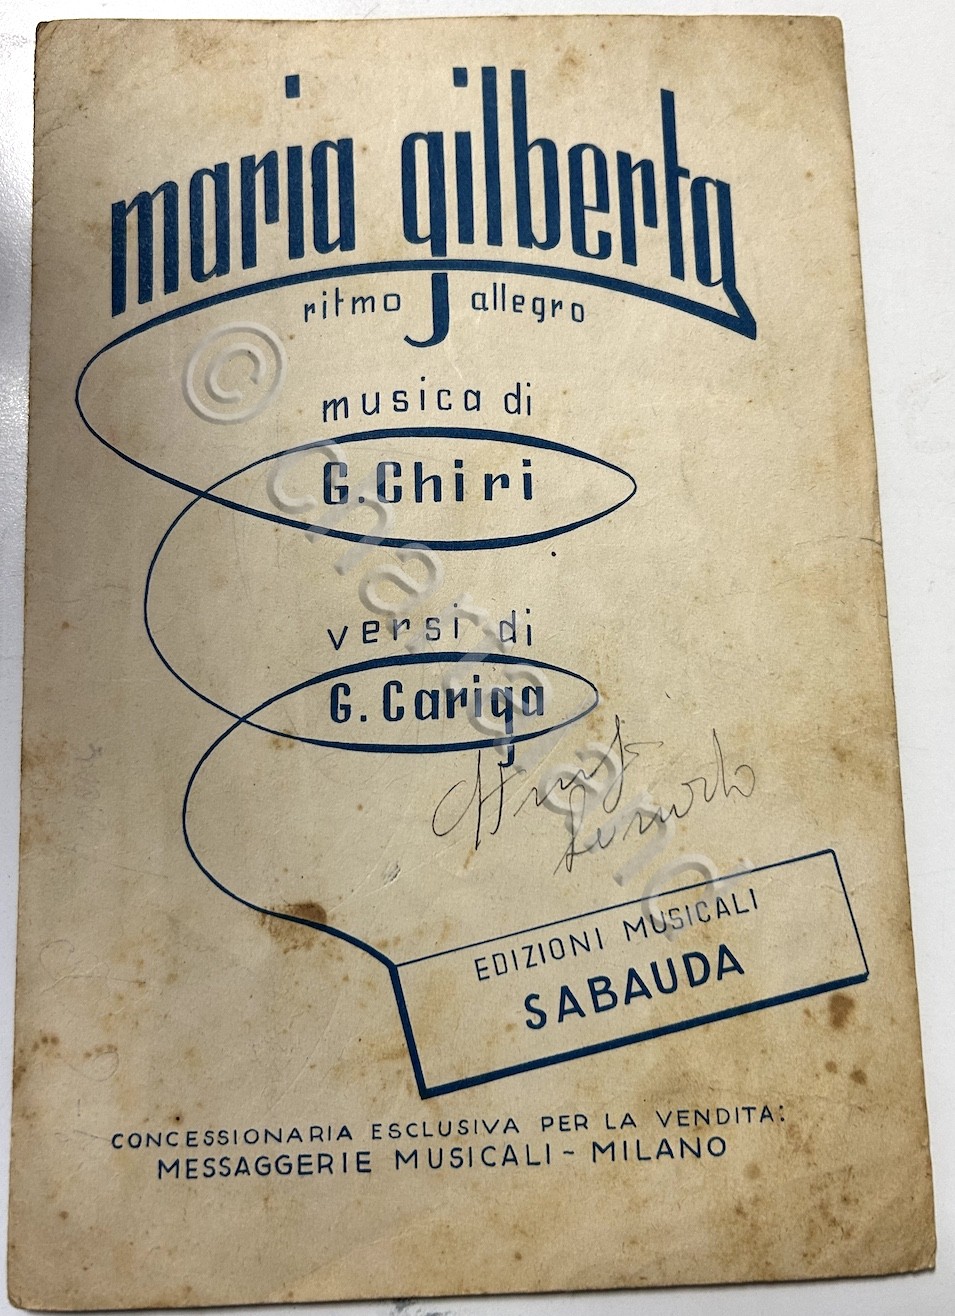 maria gilberta
ritmo allegro
musica di
G. Chiri
versi di
G. Cariga
EDIZIONI MUSICALI
SABAUDA
CONCESSIONARIA ESCLUSIVA PER LA VENDITA:
MESSAGGERIE MUSICALI - MILANO
© chartaland